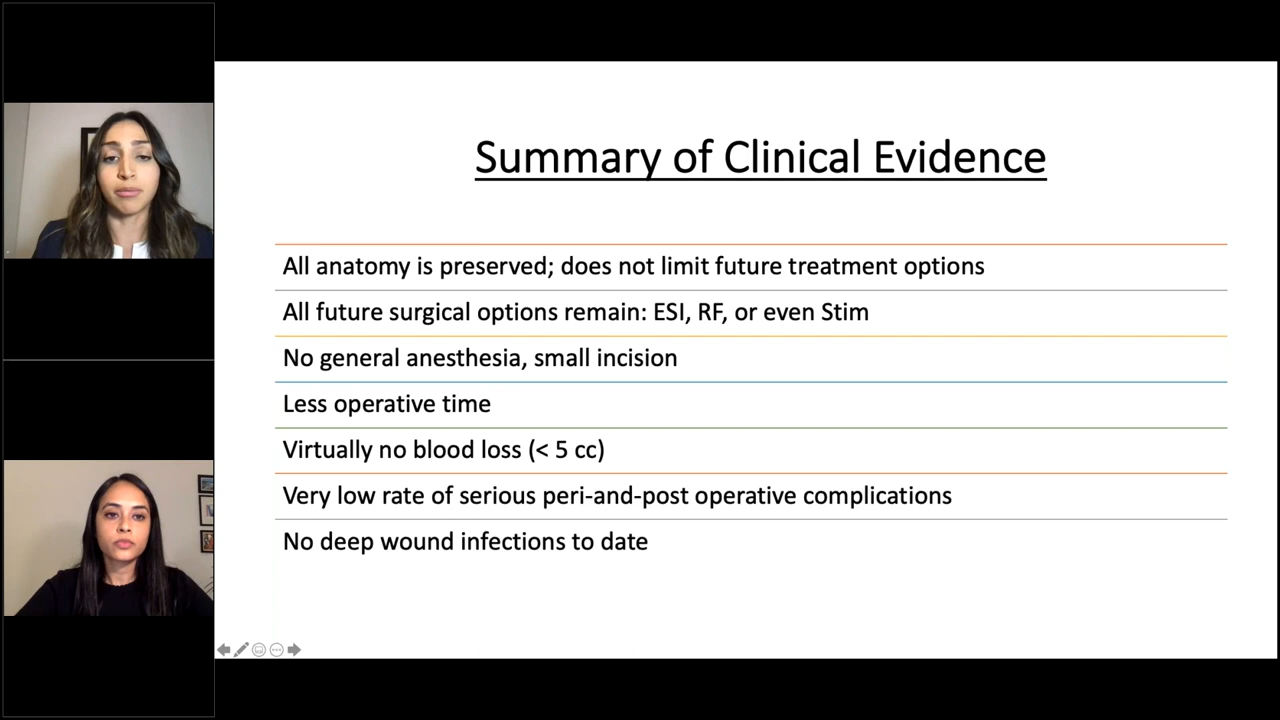 Summary of Clinical Evidence
All anatomy is preserved; does not limit future treatment options
All future surgical options remain: ESI, RF, or even Stim
No general anesthesia, small incision
Less operative time
Virtually no blood loss (< 5 cc)
Very low rate of serious peri-and-post operative complications
No deep wound infections to date